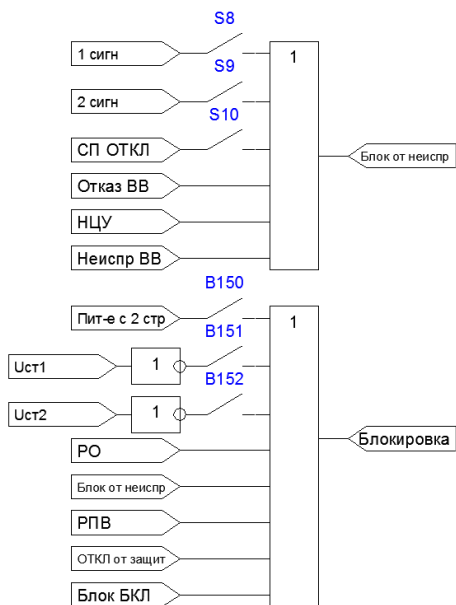 S8
1 сигн
1
S9
2 сигн
S10
СП ОТКЛ
Блок от неиспр
Отказ ВВ
НЦУ
Неиспр ВВ
B150
Пит-е с 2 стр
1
B151
Uст1
1
B152
Uст2
1
Блокировка
РО
Блок от неиспр
РПВ
ОТКЛ от защит
Блок БКЛ